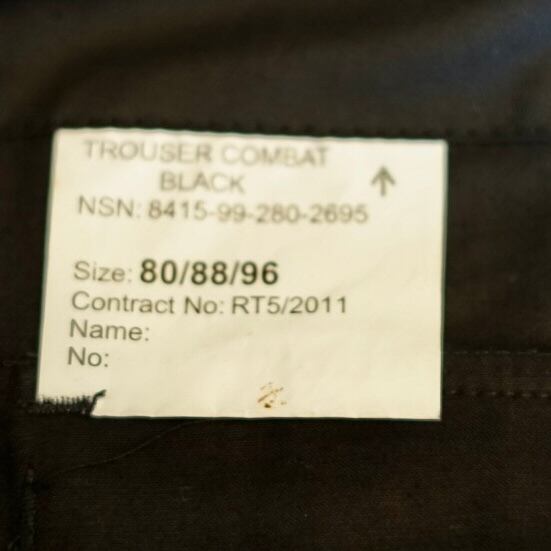 TROUSER COMBAT
BLACK
NSN: 8415-99-280-2695
Size: 80/88/96
Contract No: RT5/2011
Name:
No: